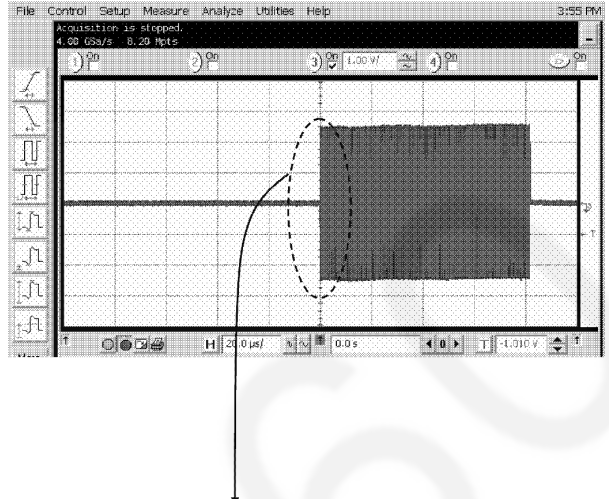 File Control Setup Measure Analyze Utilities Help 3:55 PM
Acquisition is stopped.
4.00 GSa/s 8.20 Mpts
1) On 2) On 3) On 1.00 V/ 4) On On
T
H 20.0 µs/ 0.0 s 0 T -1.010 V